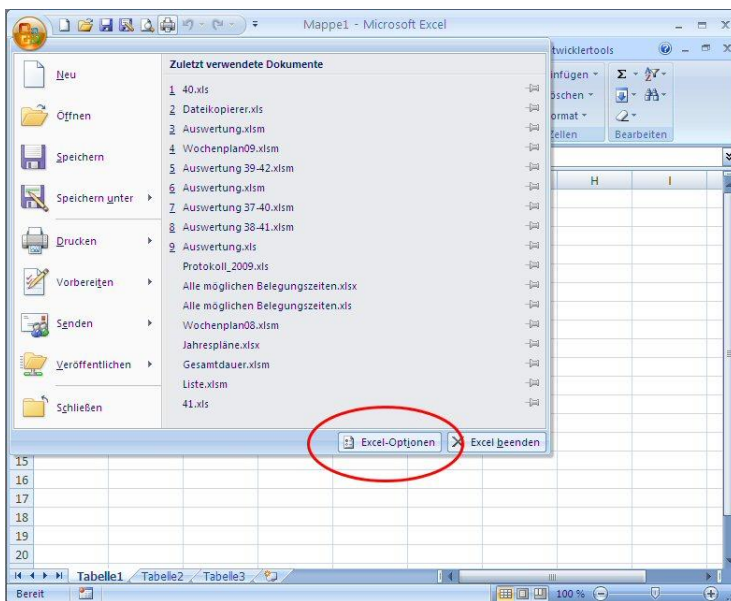 Mappe1 - Microsoft Excel
twicklertools
Neu
Öffnen
Speichern
Speichern unter
Drucken
Vorbereiten
Senden
Veröffentlichen
Schließen
Zuletzt verwendete Dokumente
1 40.xls
2 Dateikopierer.xls
3 Auswertung.xlsm
4 Wochenplan09.xlsm
5 Auswertung 39-42.xlsm
6 Auswertung.xlsm
7 Auswertung 37-40.xlsm
8 Auswertung 38-41.xlsm
9 Auswertung.xls
Protokoll_2009.xls
Alle möglichen Belegungszeiten.xlsx
Alle möglichen Belegungszeiten.xls
Wochenplan08.xlsm
Jahrespläne.xlsx
Gesamtdauer.xlsm
Liste.xlsm
41.xls
Excel-Optionen
Excel beenden
infügen
öschen
ormat
Zellen
Bearbeiten
H I
15
16
17
18
19
20
Tabelle1 Tabelle2 Tabelle3
Bereit
100 %